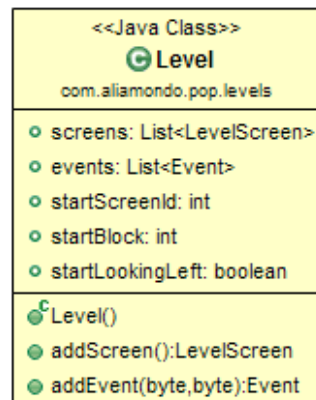 <<Java Class>>
C Level
com.aliamondo.pop.levels
screens: List<LevelScreen>
events: List<Event>
startScreenId: int
startBlock: int
startLookingLeft: boolean
C Level()
addScreen():LevelScreen
addEvent(byte,byte):Event